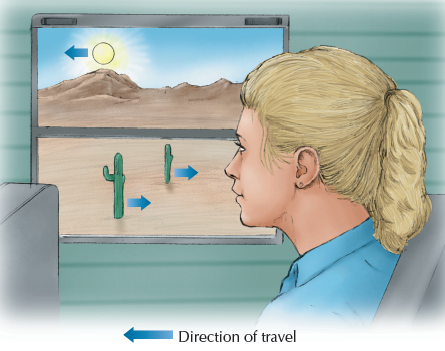 Direction of travel